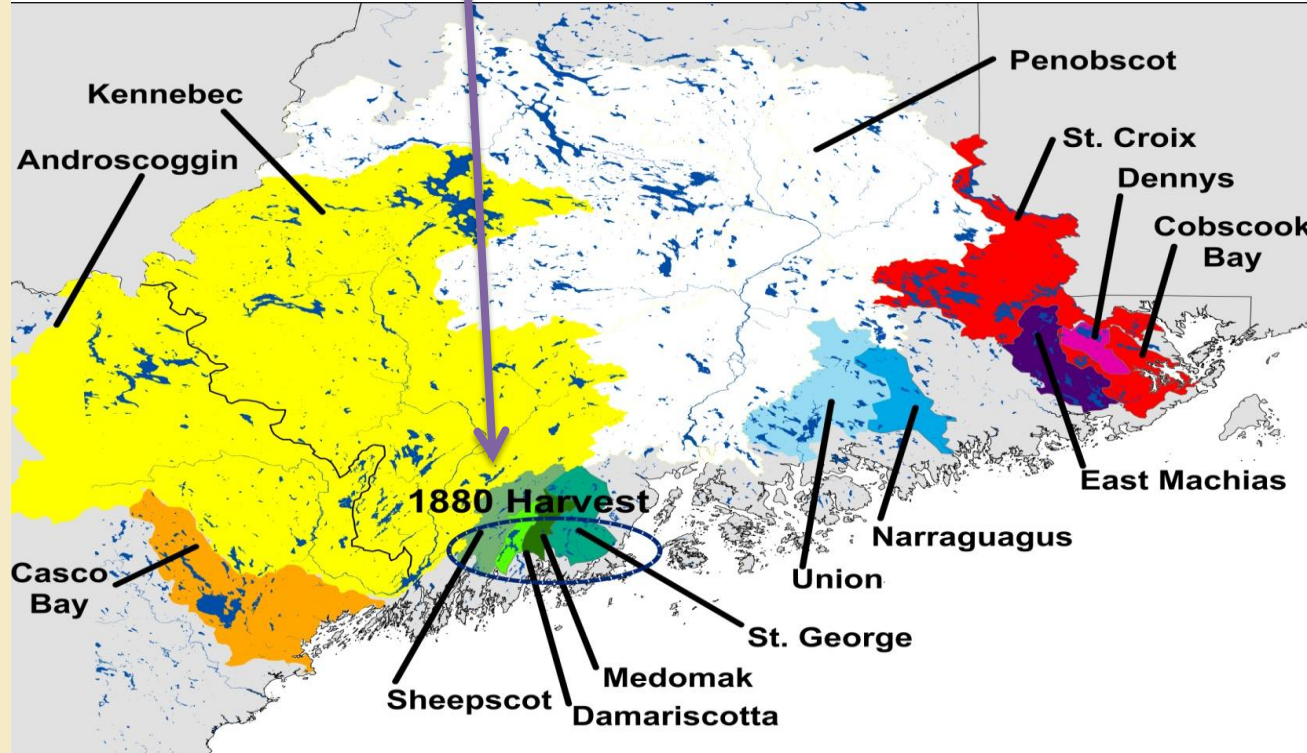 Penobscot
Kennebec
St. Croix
Androscoggin
Dennys
Cobscook
Bay
1880 Harvest
East Machias
Narraguagus
Casco
Bay
Union
St. George
Medomak
Sheepscot
Damariscotta